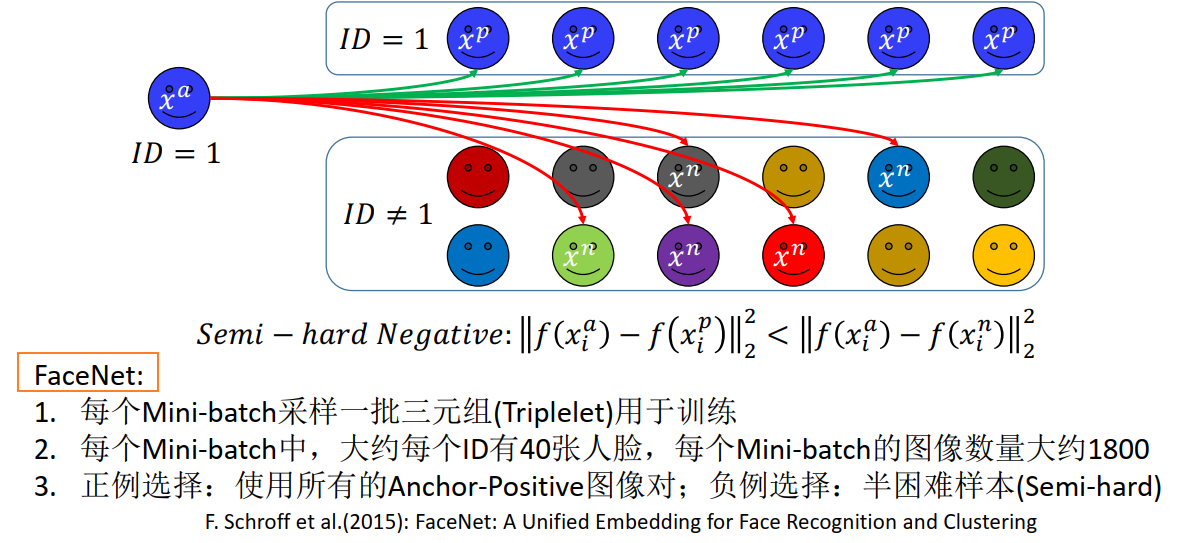 ID = 1 x^p x^p x^p x^p x^p x^p
x^a
ID = 1
x^n x^n
ID ≠ 1
x^n x^n x^n
Semi − hard Negative: ‖f(x_i^a) − f(x_i^p)‖_2^2 < ‖f(x_i^a) − f(x_i^n)‖_2^2
FaceNet:
1. 每个Mini-batch采样一批三元组(Triplelet)用于训练
2. 每个Mini-batch中，大约每个ID有40张人脸，每个Mini-batch的图像数量大约1800
3. 正例选择：使用所有的Anchor-Positive图像对；负例选择：半困难样本(Semi-hard)
F. Schroff et al.(2015): FaceNet: A Unified Embedding for Face Recognition and Clustering